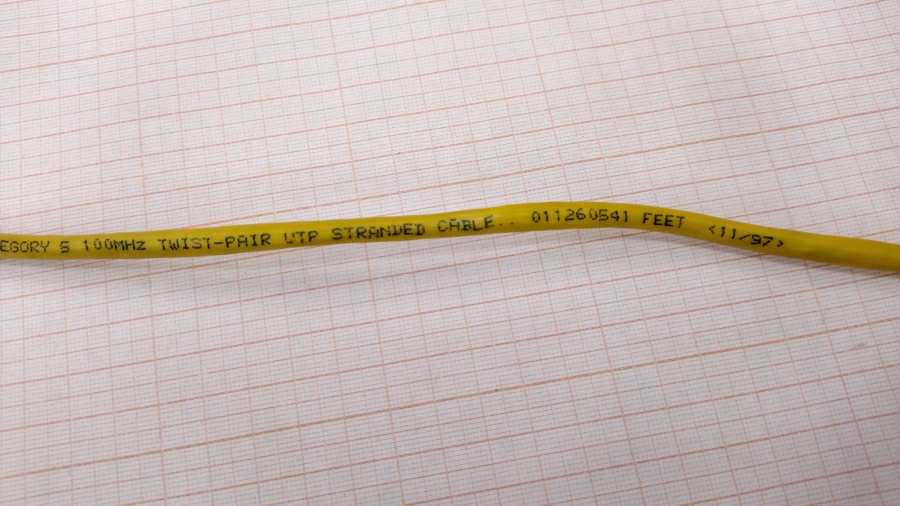 EGORY 5 100MHz TWIST-PAIR UTP STRANDED CABLE.. 011260541 FEET <11/97>